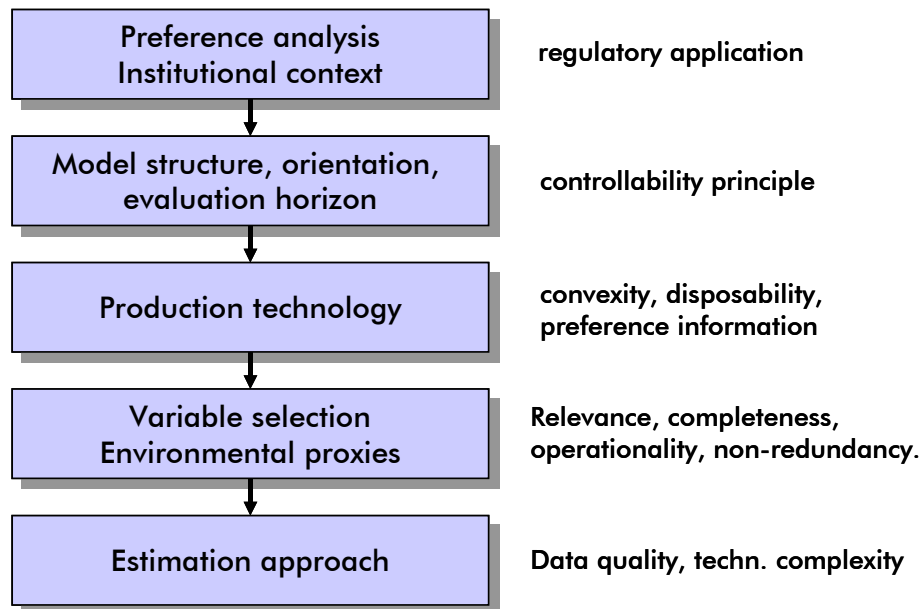 Preference analysis
Institutional context
regulatory application
Model structure, orientation,
evaluation horizon
controllability principle
Production technology
convexity, disposability,
preference information
Variable selection
Environmental proxies
Relevance, completeness,
operationality, non-redundancy.
Estimation approach
Data quality, techn. complexity